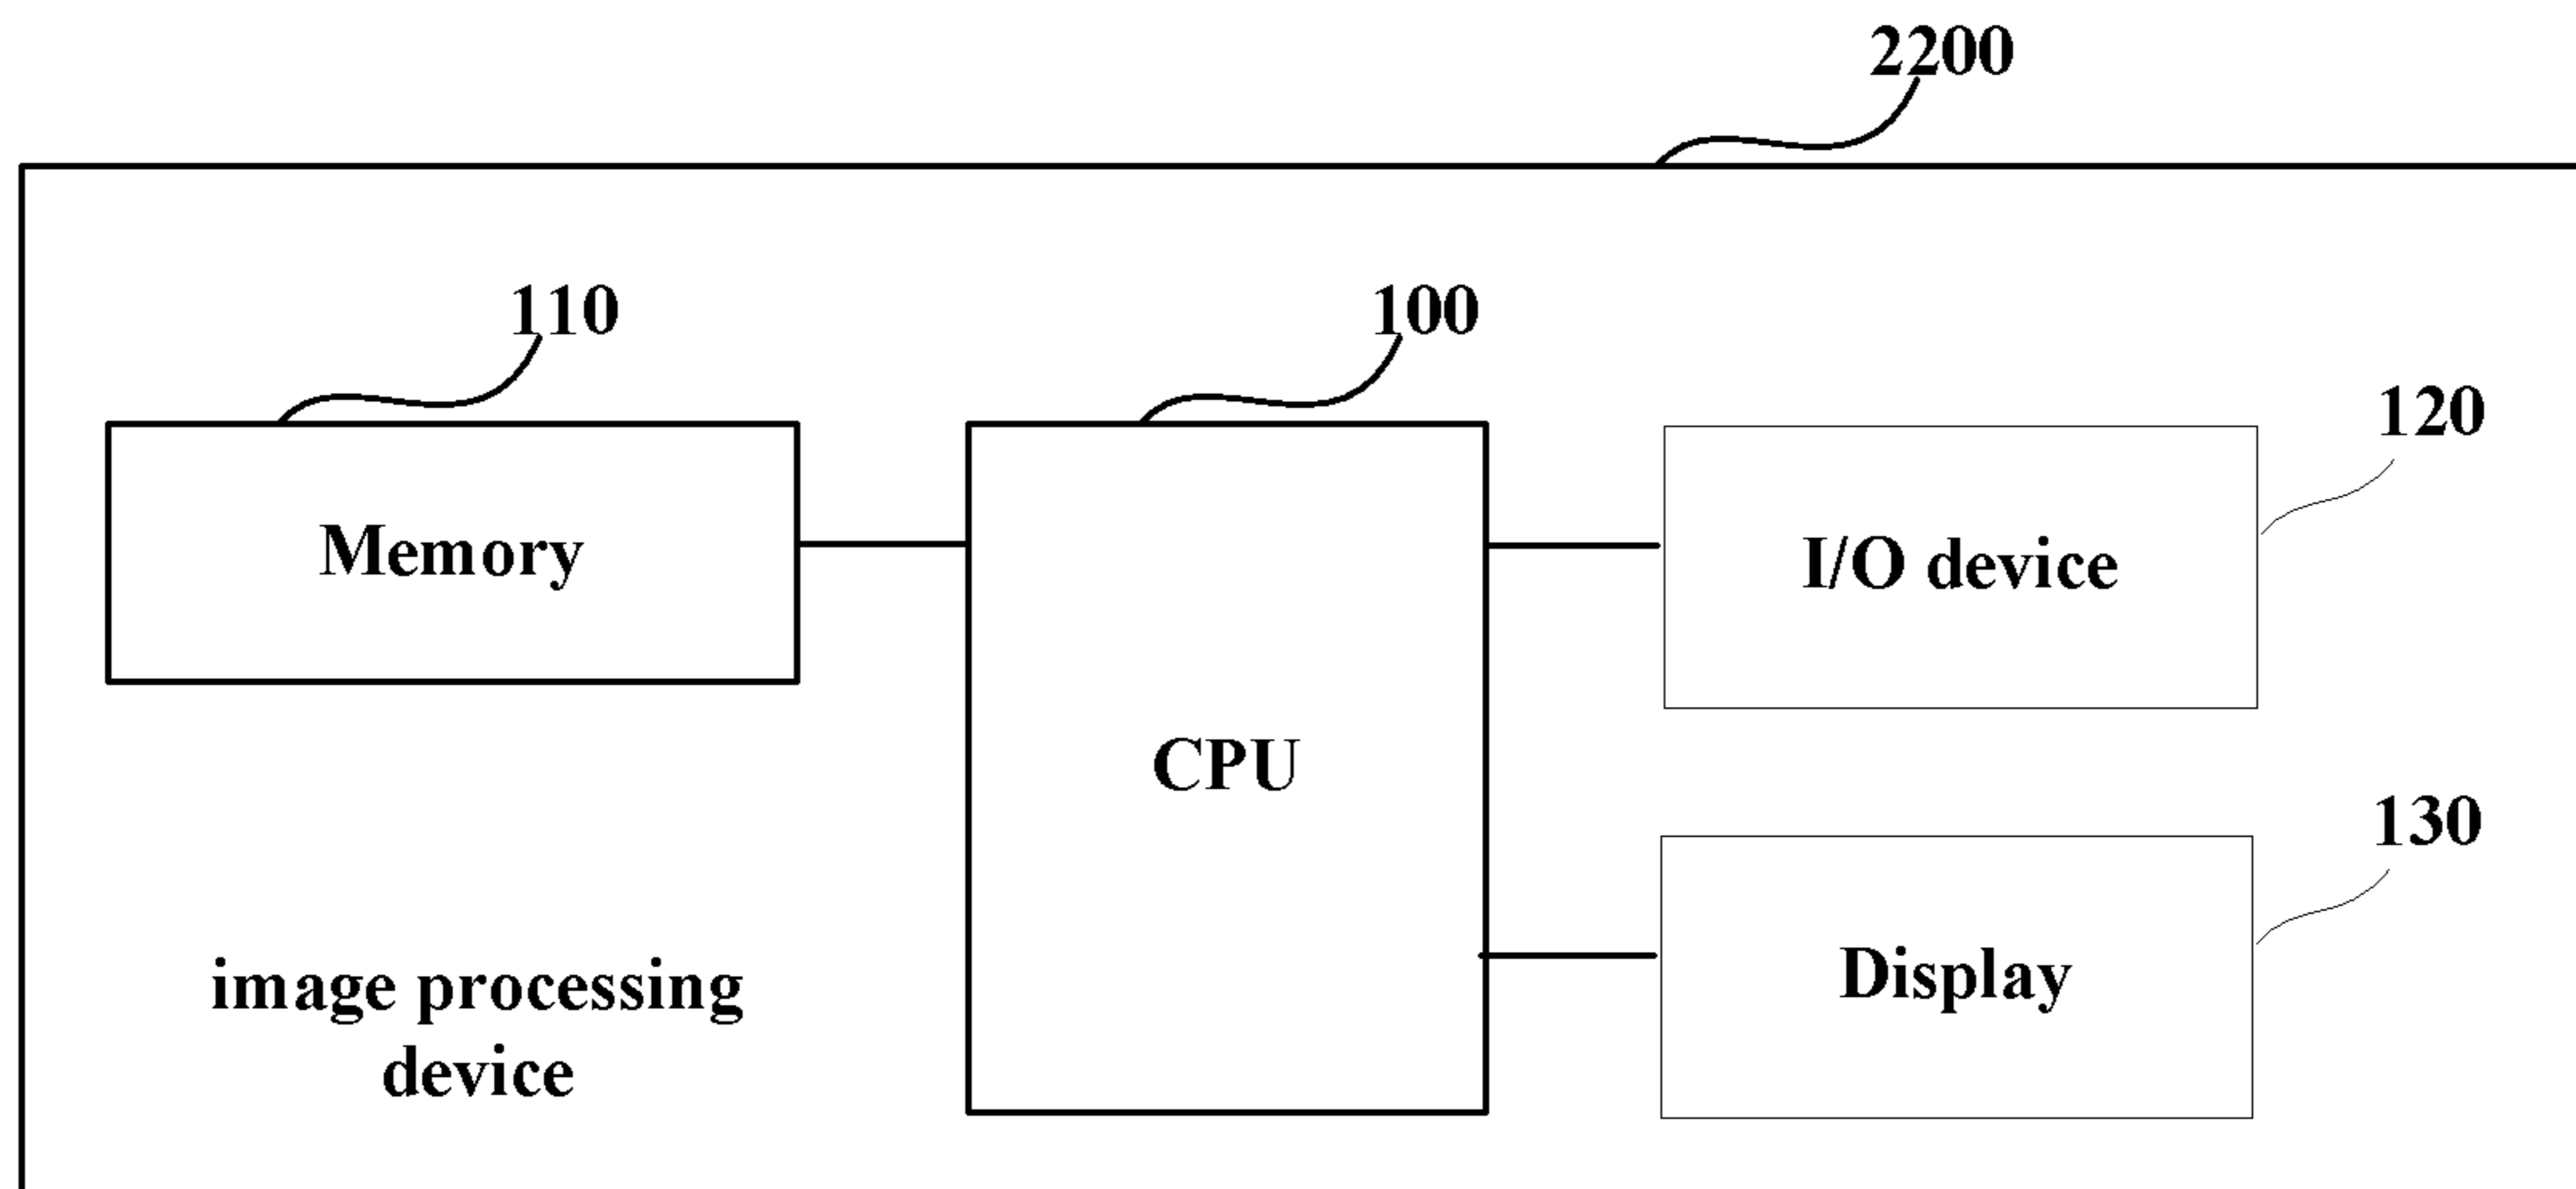 2200
110
100
120
Memory
I/O device
CPU
130
Display
image processing
device